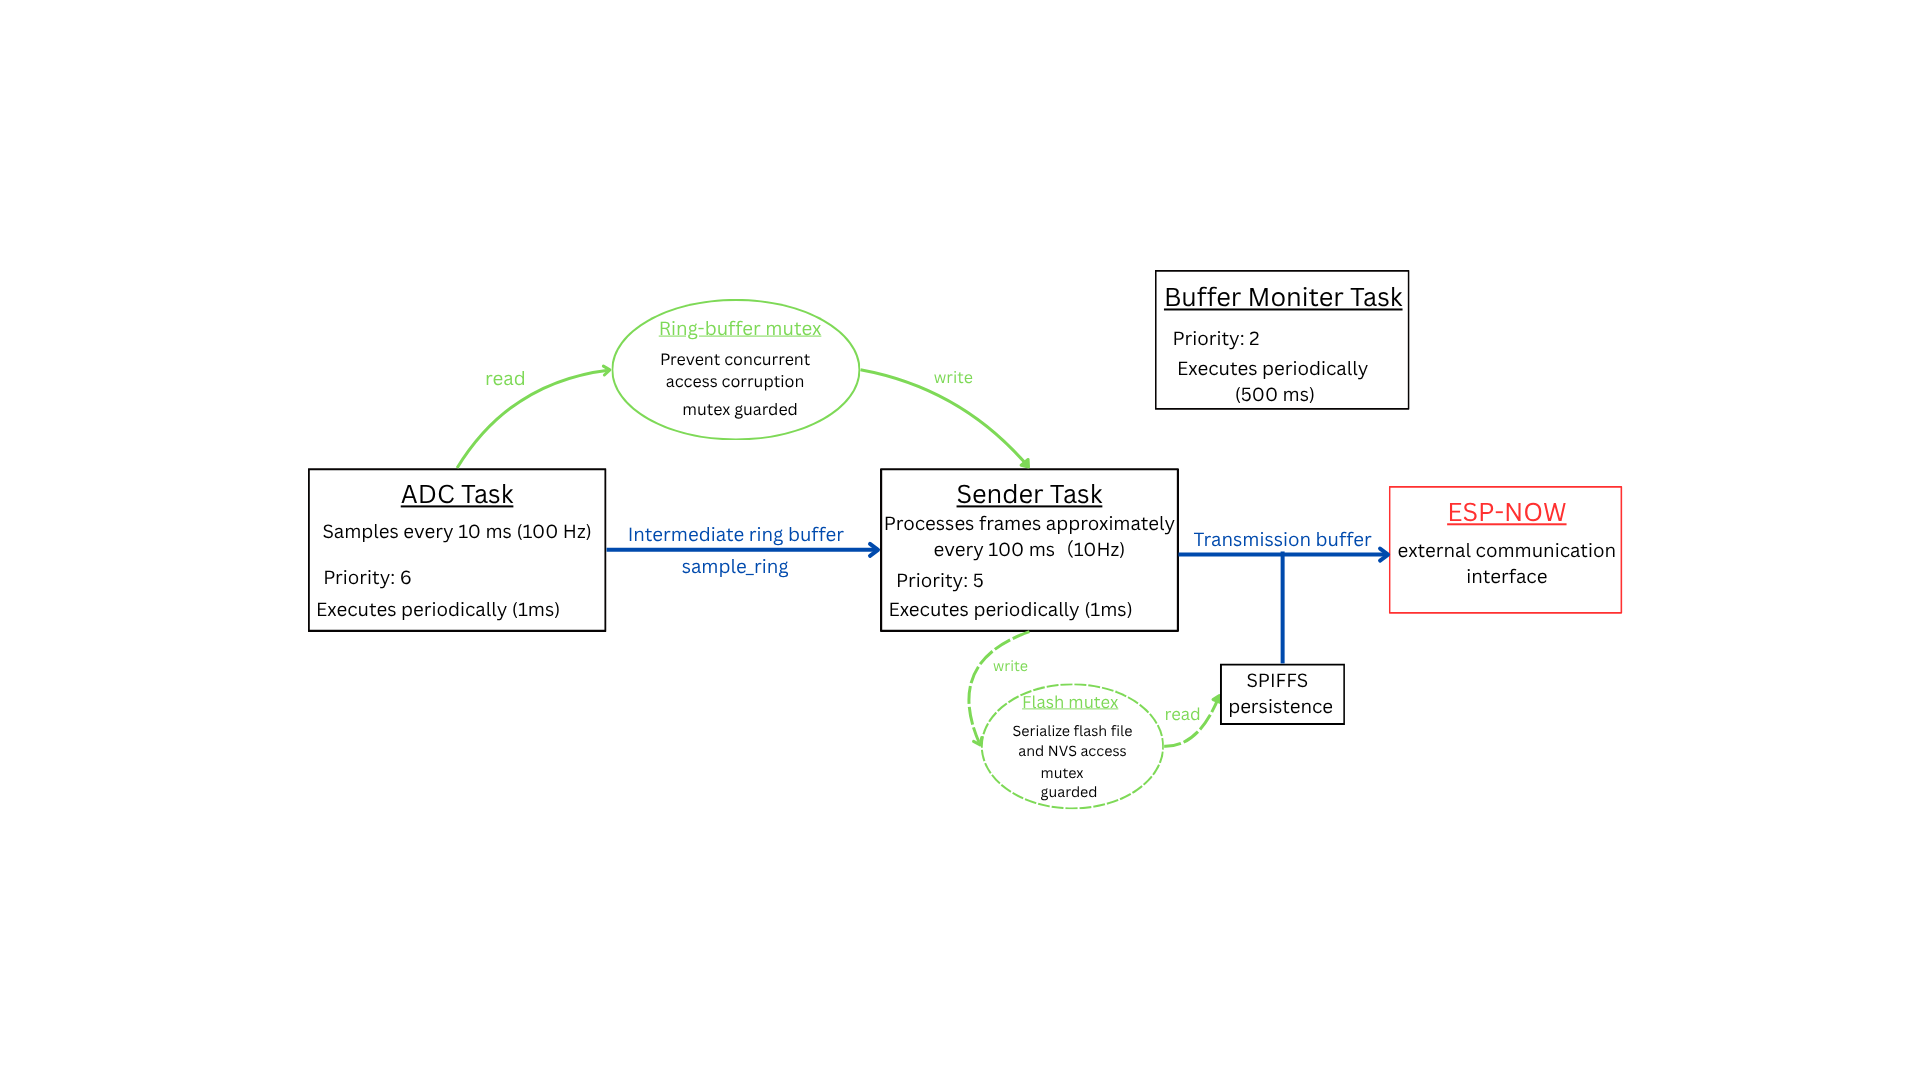 Buffer Moniter Task
Priority: 2
Executes periodically
(500 ms)
Ring-buffer mutex
Prevent concurrent
access corruption
mutex guarded
read
write
ADC Task
Samples every 10 ms (100 Hz)
Priority: 6
Executes periodically (1ms)
Intermediate ring buffer
sample_ring
Sender Task
Processes frames approximately
every 100 ms (10Hz)
Priority: 5
Executes periodically (1ms)
Transmission buffer
ESP-NOW
external communication
interface
write
Flash mutex
Serialize flash file
and NVS access
mutex
guarded
read
SPIFFS
persistence